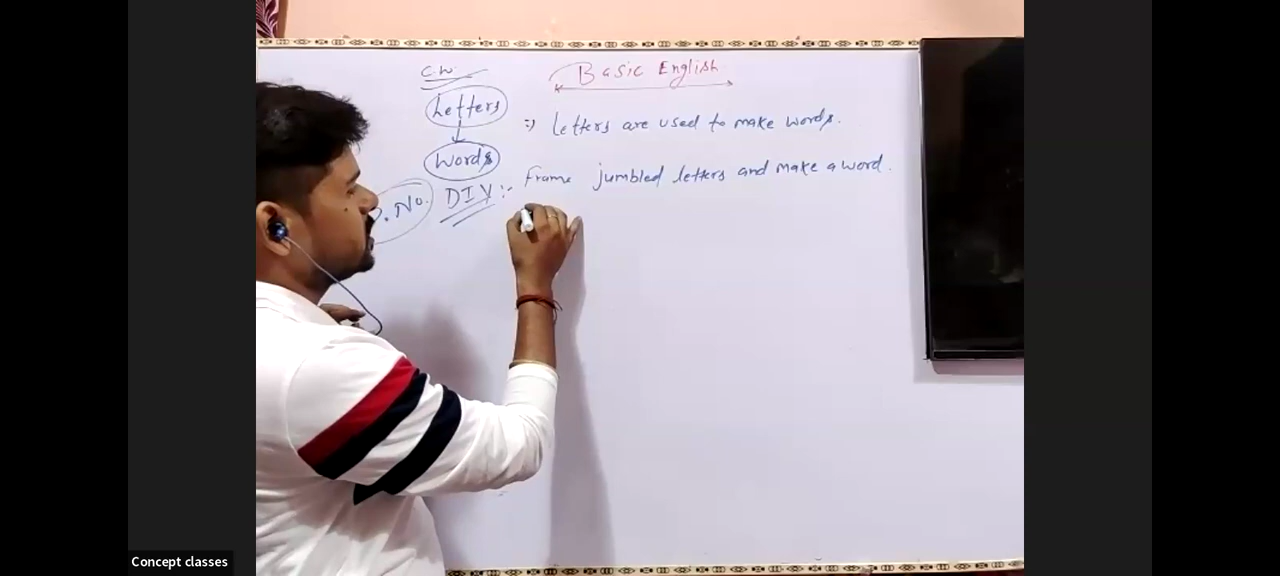 C.W.
Basic English
Letters
:) Letters are used to make words.
Words
DIY :- Frame jumbled letters and make a word.
. No.
Concept classes